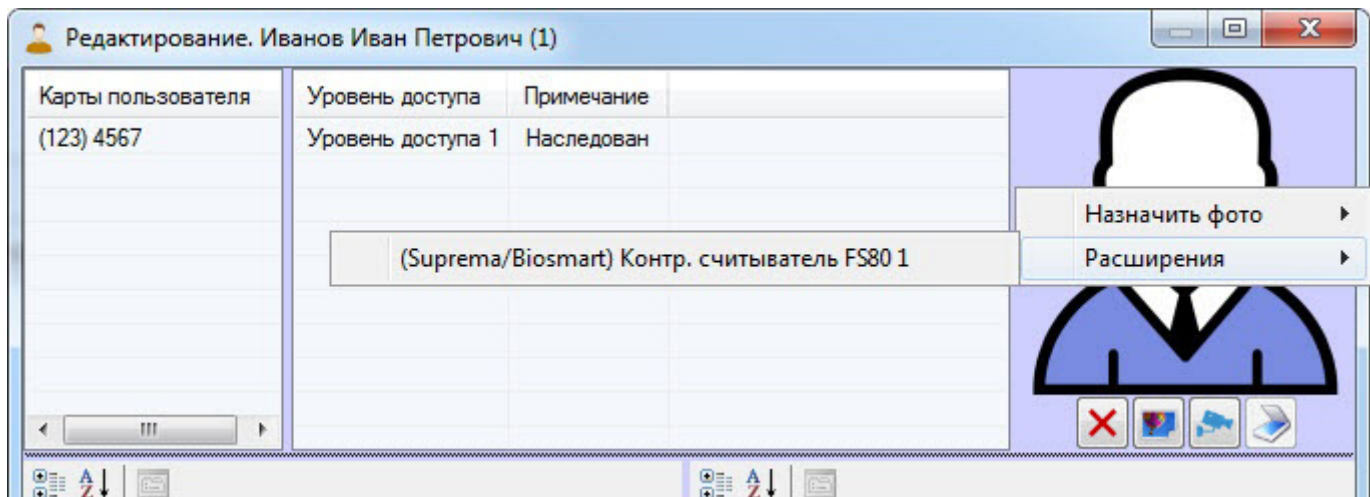 Редактирование. Иванов Иван Петрович (1)
Карты пользователя
Уровень доступа
Примечание
(123) 4567
Уровень доступа 1
Наследован
Назначить фото
(Suprema/Biosmart) Контр. считыватель FS80 1
Расширения